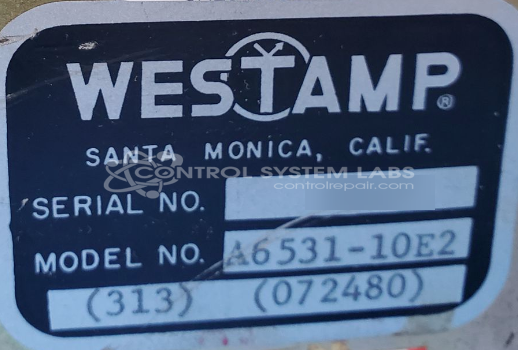 WESTAMP®
SANTA MONICA, CALIF.
CONTROL SYSTEM LABS
controlrepair.com
SERIAL NO.
MODEL NO. A6531-10E2
(313) (072480)